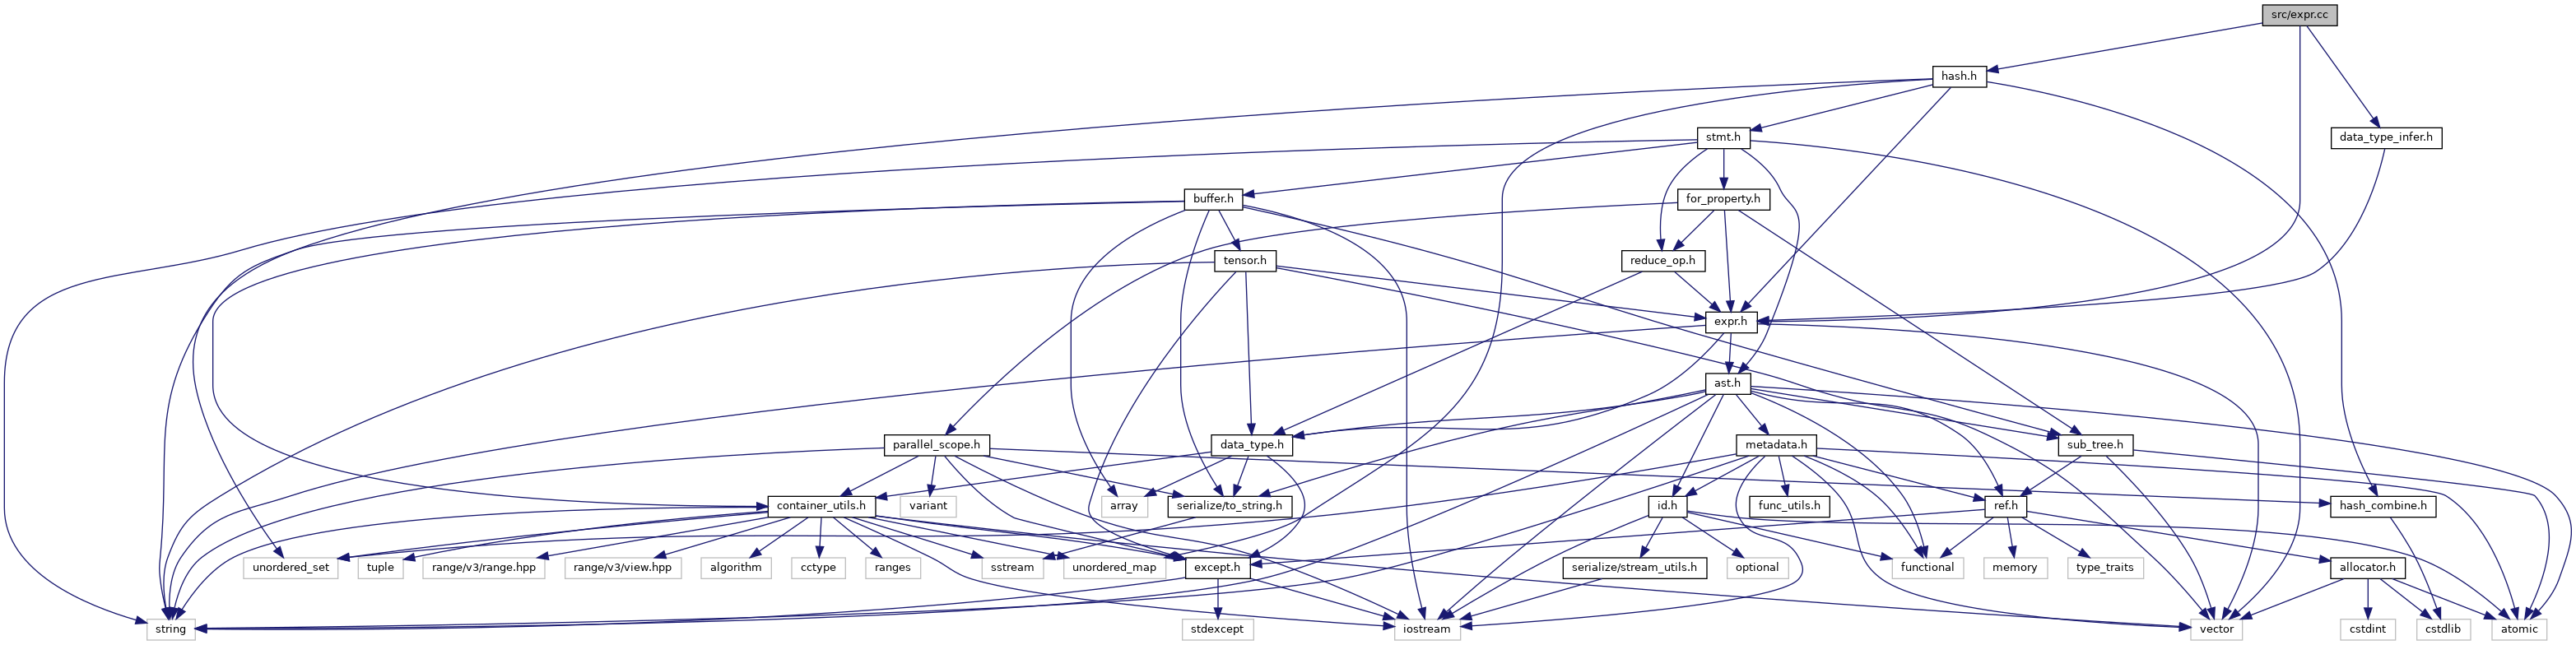 src/expr.cc
hash.h
stmt.h
data_type_infer.h
buffer.h
for_property.h
tensor.h
reduce_op.h
expr.h
ast.h
parallel_scope.h
data_type.h
metadata.h
sub_tree.h
container_utils.h
variant
array
serialize/to_string.h
id.h
func_utils.h
ref.h
hash_combine.h
unordered_set
tuple
range/v3/range.hpp
range/v3/view.hpp
algorithm
cctype
ranges
sstream
unordered_map
except.h
serialize/stream_utils.h
optional
functional
memory
type_traits
allocator.h
string
stdexcept
iostream
vector
cstdint
cstdlib
atomic